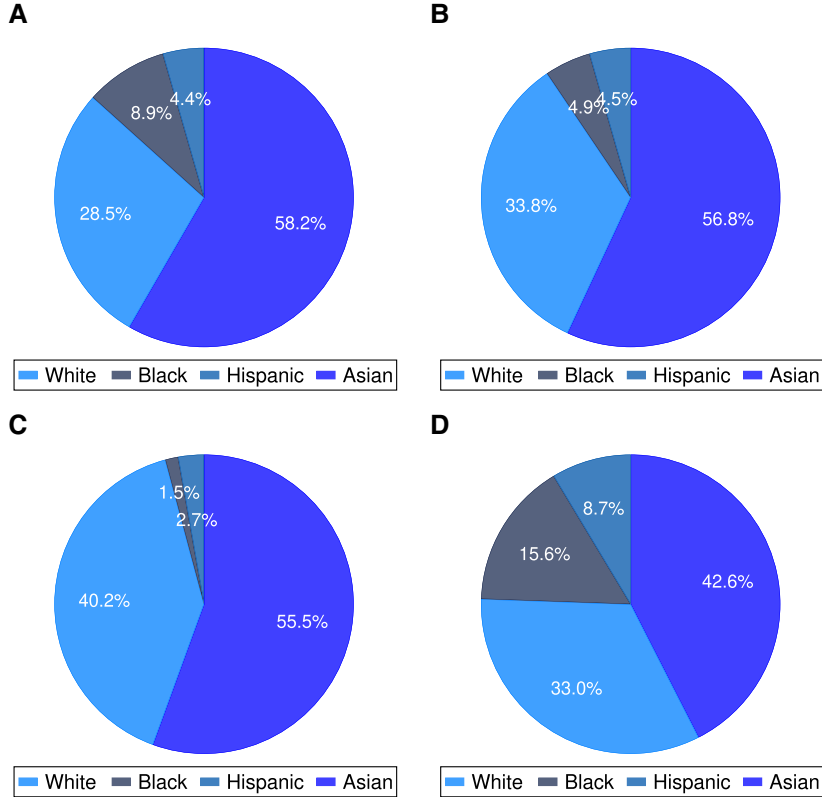 A
4.4%
8.9%
28.5%
58.2%
White Black Hispanic Asian
B
4.5%
4.9%
33.8%
56.8%
White Black Hispanic Asian
C
1.5%
2.7%
40.2%
55.5%
White Black Hispanic Asian
D
8.7%
15.6%
42.6%
33.0%
White Black Hispanic Asian